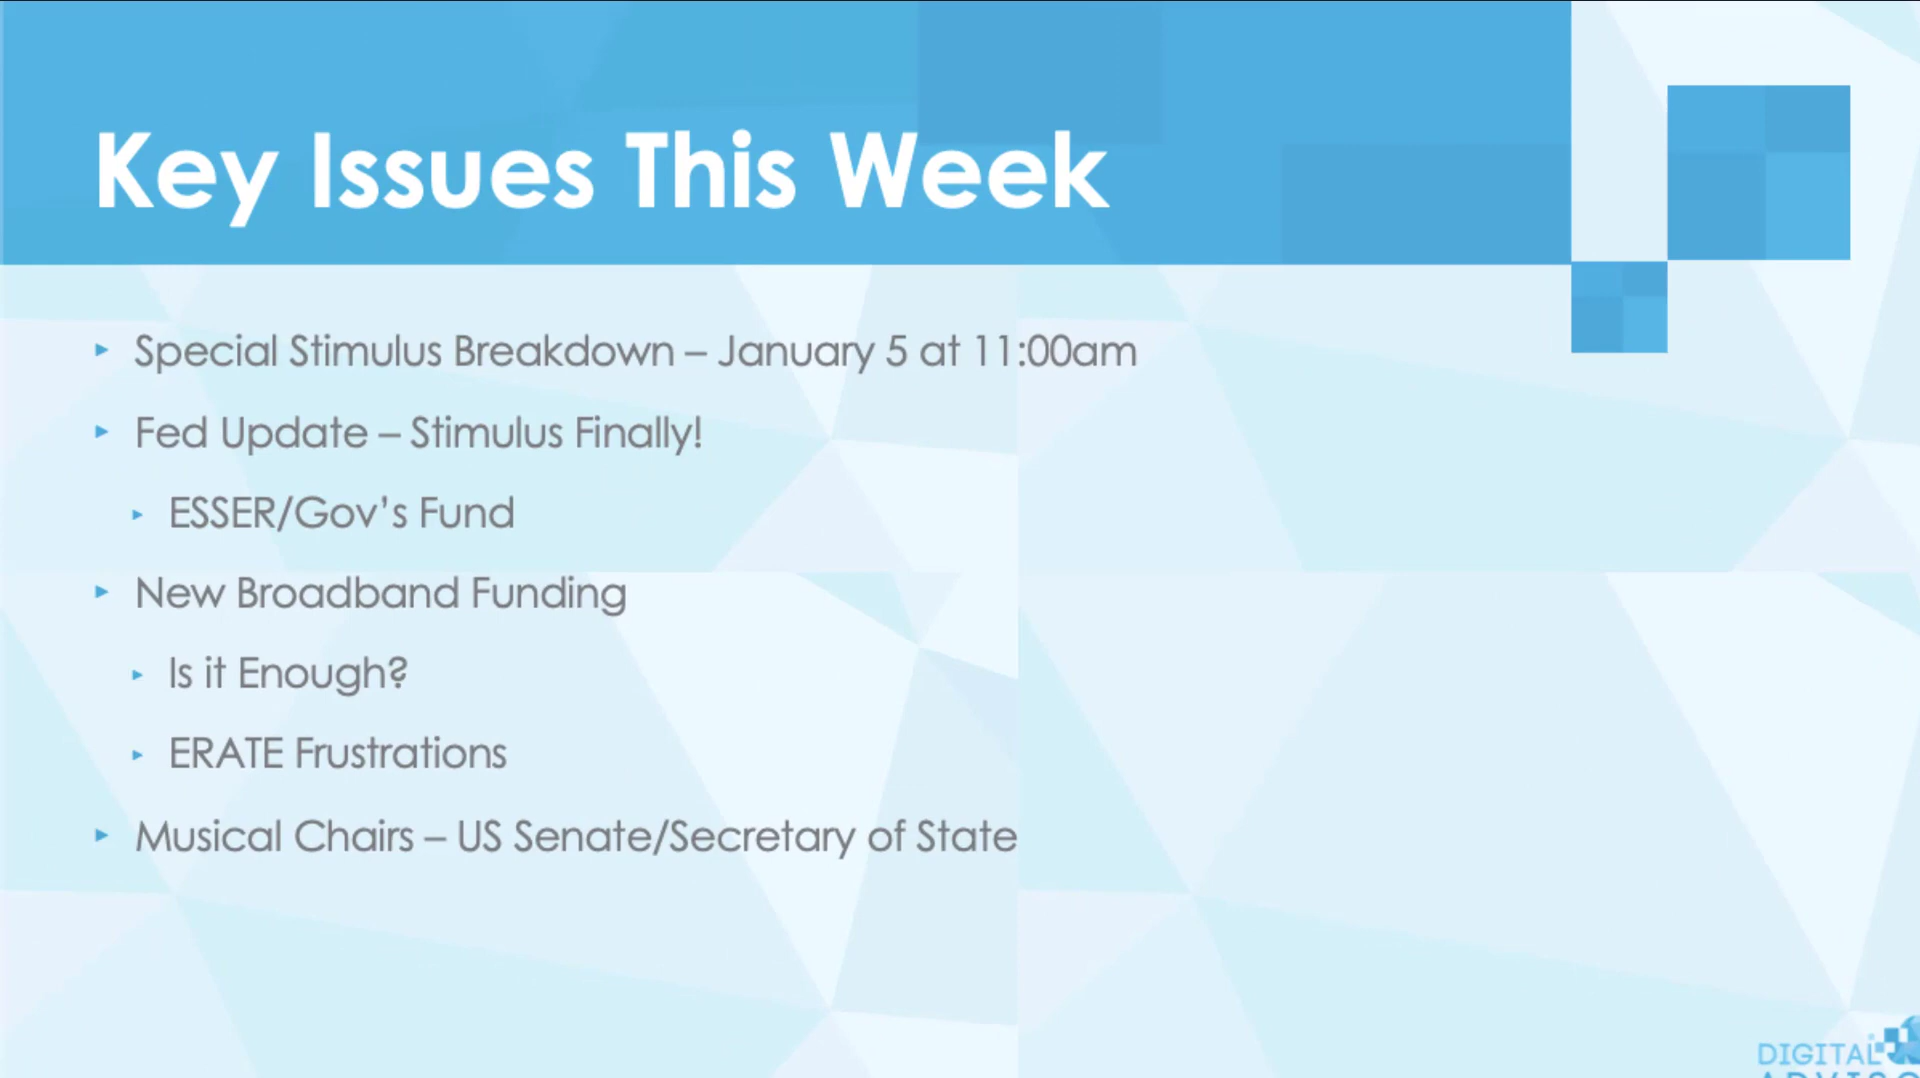 Key Issues This Week
Special Stimulus Breakdown – January 5 at 11:00am
Fed Update – Stimulus Finally!
ESSER/Gov’s Fund
New Broadband Funding
Is it Enough?
ERATE Frustrations
Musical Chairs – US Senate/Secretary of State
DIGITAL